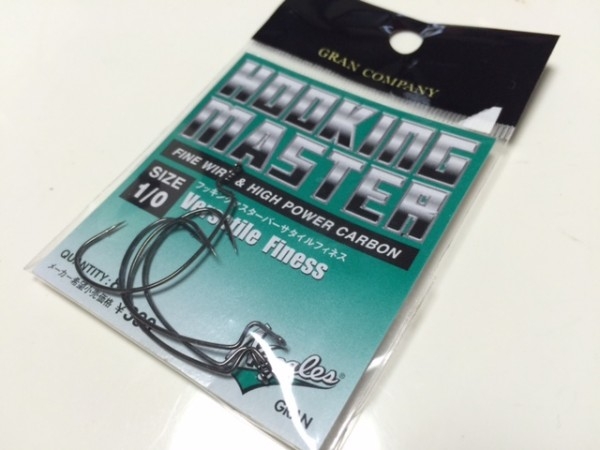 GRAN COMPANY
HOOKING
MASTER
FINE WIRE & HIGH POWER CARBON
SIZE
1/0
フッキングマスターバーサタイルフィネス
Versatile Finess
QUANTITY:
メーカー希望小売価格 ¥300
Nogales®
GRAN